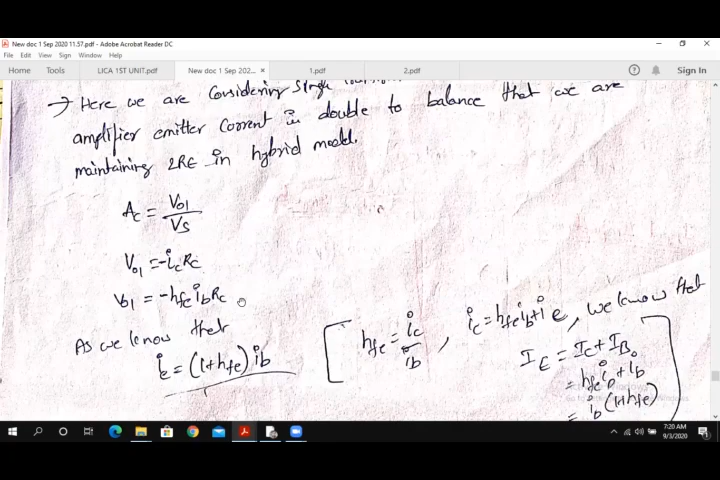 New doc 1 Sep 2020 11.57.pdf - Adobe Acrobat Reader DC
File Edit View Sign Window Help
Home Tools LICA 1ST UNIT.pdf New doc 1 Sep 202... × 1.pdf 2.pdf Sign In
→ Here we are Considering single
amplifier emitter Current is double to balance that we are
maintaining 2RE in hybrid model.
Ac = Vo1/Vs
Vo1 = -ic Rc
Vo1 = -hfe ib Rc
As we know that
ie = (1+hfe) ib
[ hfe = ic/ib , ic = hfe ib + ie, we know that
IE = IC + IB
= hfe ib + ib
= ib (1+hfe) ]
7:20 AM
9/3/2020